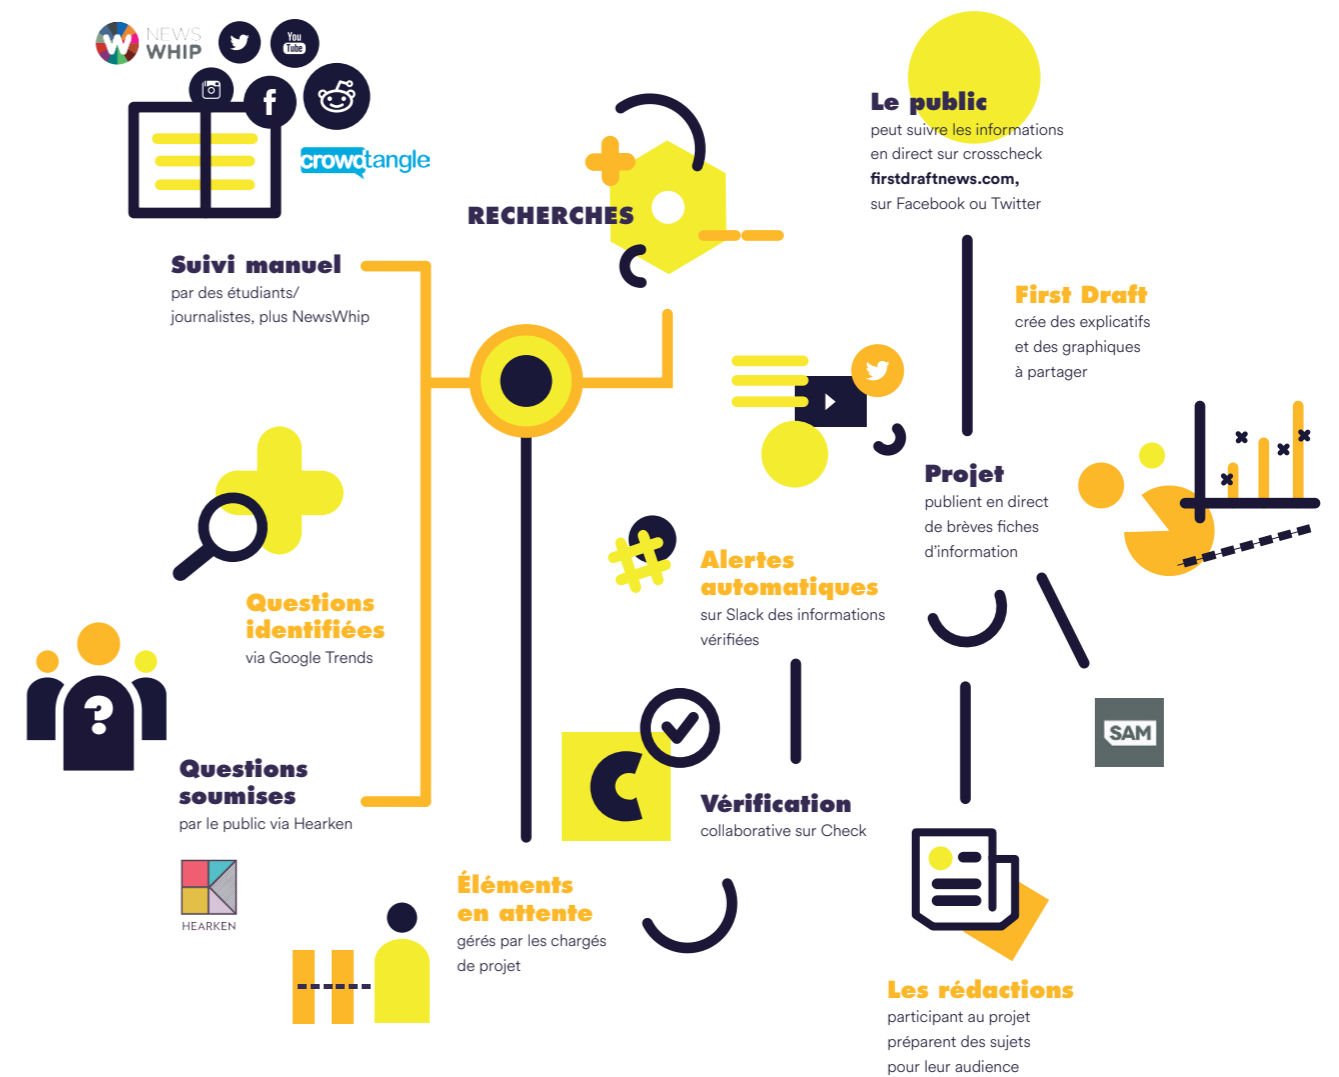 NEWS
WHIP
You
Tube
crowdtangle
Suivi manuel
par des étudiants/
journalistes, plus NewsWhip
RECHERCHES
Le public
peut suivre les informations
en direct sur crosscheck
firstdraftnews.com,
sur Facebook ou Twitter
First Draft
crée des explicatifs
et des graphiques
à partager
Projet
publient en direct
de brèves fiches
d'information
Questions
identifiées
via Google Trends
Alertes
automatiques
sur Slack des informations
vérifiées
?
Questions
soumises
par le public via Hearken
HEARKEN
SAM
Vérification
collaborative sur Check
Éléments
en attente
gérés par les chargés
de projet
Les rédactions
participant au projet
préparent des sujets
pour leur audience